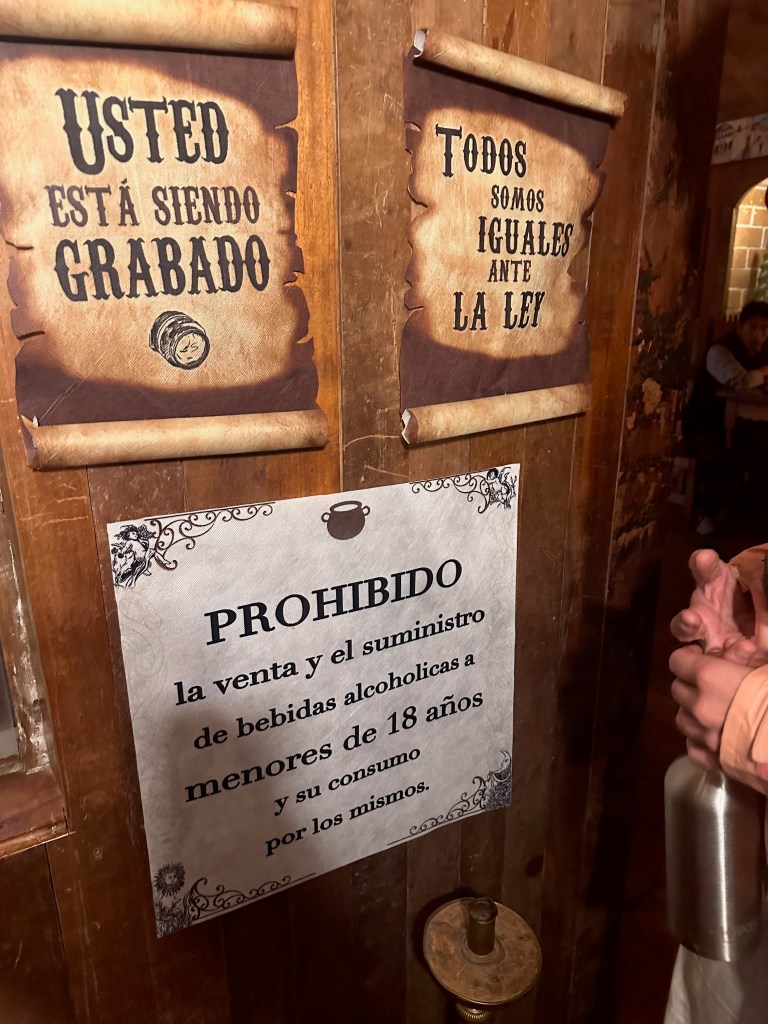 USTED
ESTÁ SIENDO
GRABADO
TODOS
SOMOS
IGUALES
ANTE
LA LEY
PROHIBIDO
la venta y el suministro
de bebidas alcoholicas a
menores de 18 años
y su consumo
por los mismos.